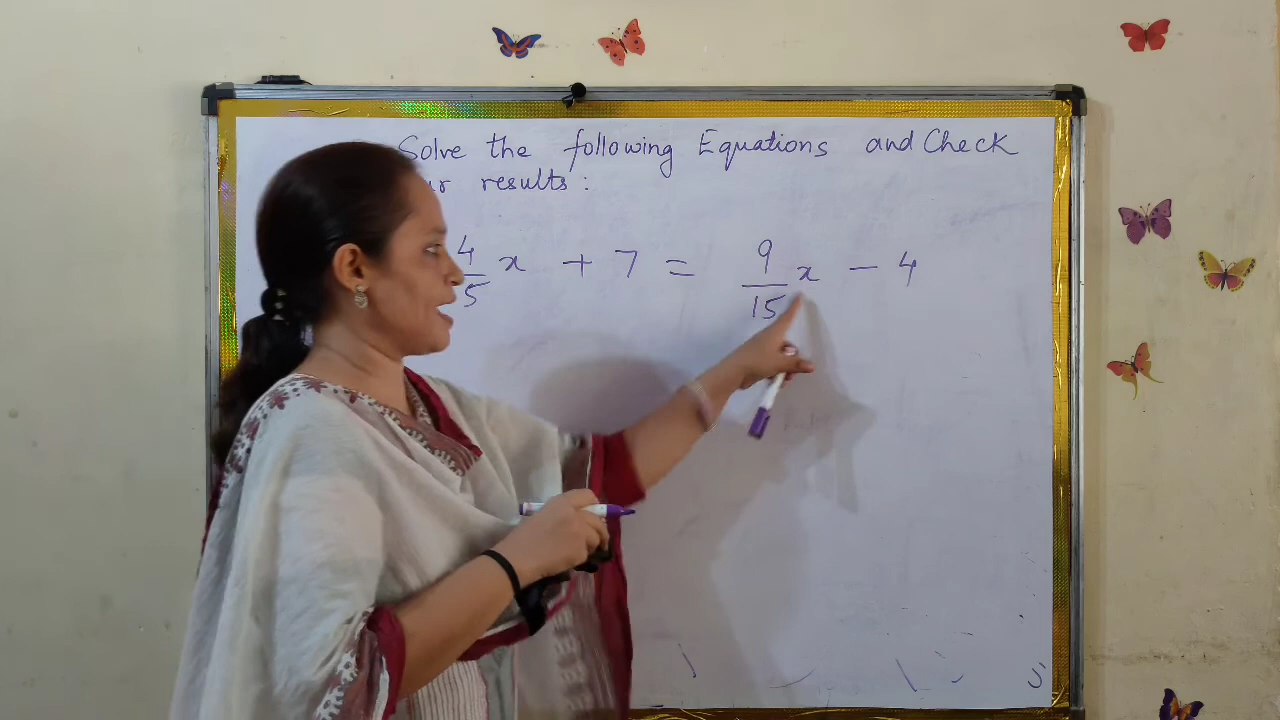 Solve the following Equations and Check
results :
4/5 x + 7 = 9/15 x - 4